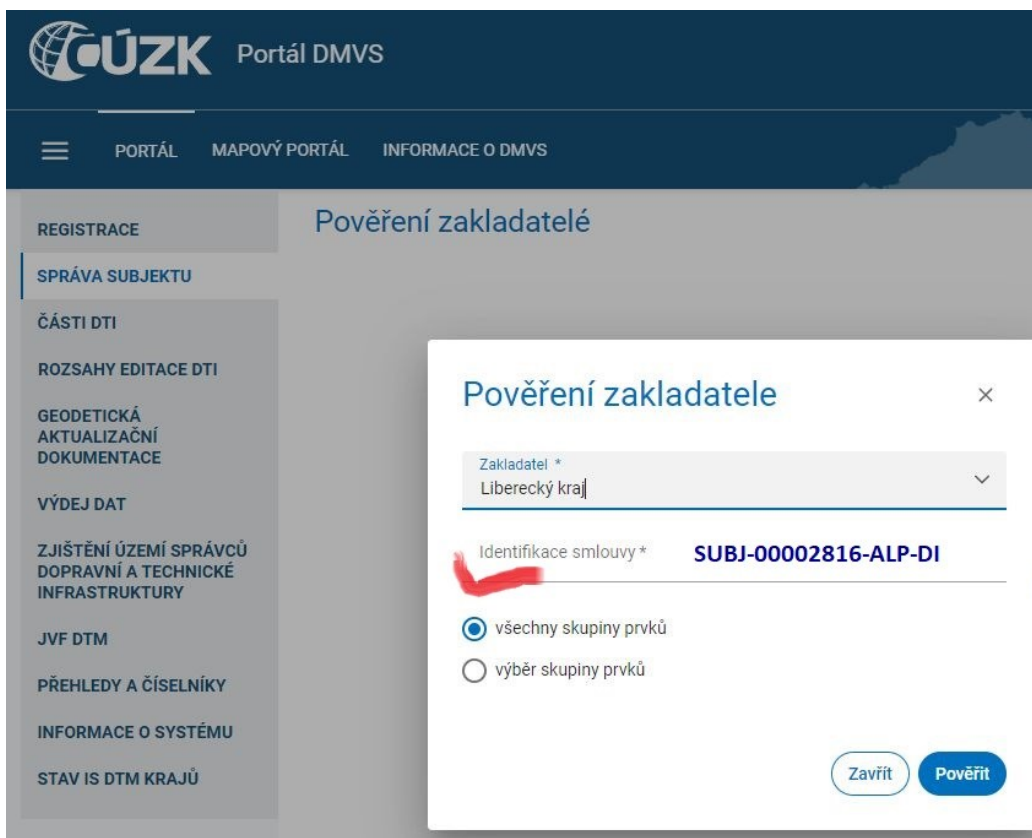 ČÚZK Portál DMVS
PORTÁL MAPOVÝ PORTÁL INFORMACE O DMVS
REGISTRACE
SPRÁVA SUBJEKTU
ČÁSTI DTI
ROZSAHY EDITACE DTI
GEODETICKÁ
AKTUALIZAČNÍ
DOKUMENTACE
VÝDEJ DAT
ZJIŠTĚNÍ ÚZEMÍ SPRÁVCŮ
DOPRAVNÍ A TECHNICKÉ
INFRASTRUKTURY
JVF DTM
PŘEHLEDY A ČÍSELNÍKY
INFORMACE O SYSTÉMU
STAV IS DTM KRAJŮ
Pověření zakladatelé
Pověření zakladatele
Zakladatel *
Liberecký kraj
Identifikace smlouvy * SUBJ-00002816-ALP-DI
všechny skupiny prvků
výběr skupiny prvků
Zavřít Pověřit